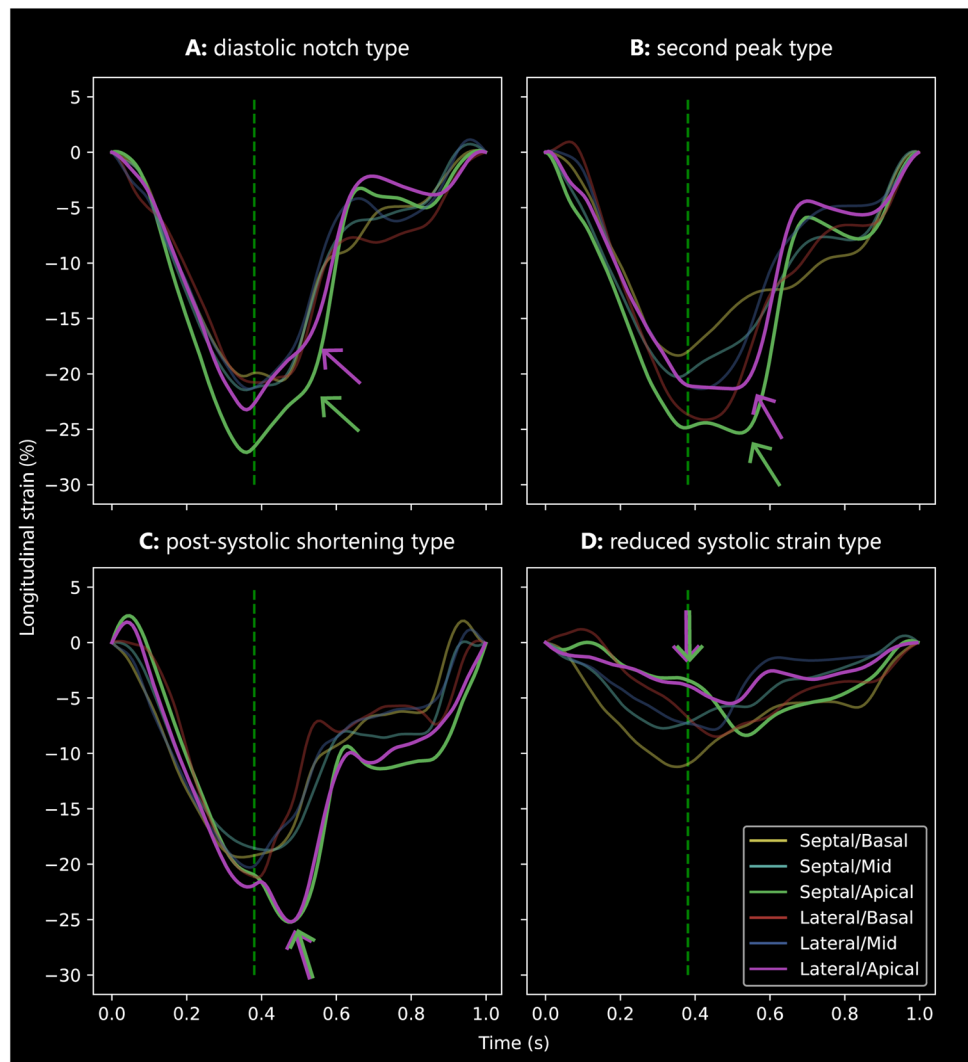 A: diastolic notch type
B: second peak type
5
0
−5
−10
−15
−20
−25
−30
Longitudinal strain (%)
C: post-systolic shortening type
D: reduced systolic strain type
5
0
−5
−10
−15
−20
−25
−30
Septal/Basal
Septal/Mid
Septal/Apical
Lateral/Basal
Lateral/Mid
Lateral/Apical
0.0 0.2 0.4 0.6 0.8 1.0
0.0 0.2 0.4 0.6 0.8 1.0
Time (s)